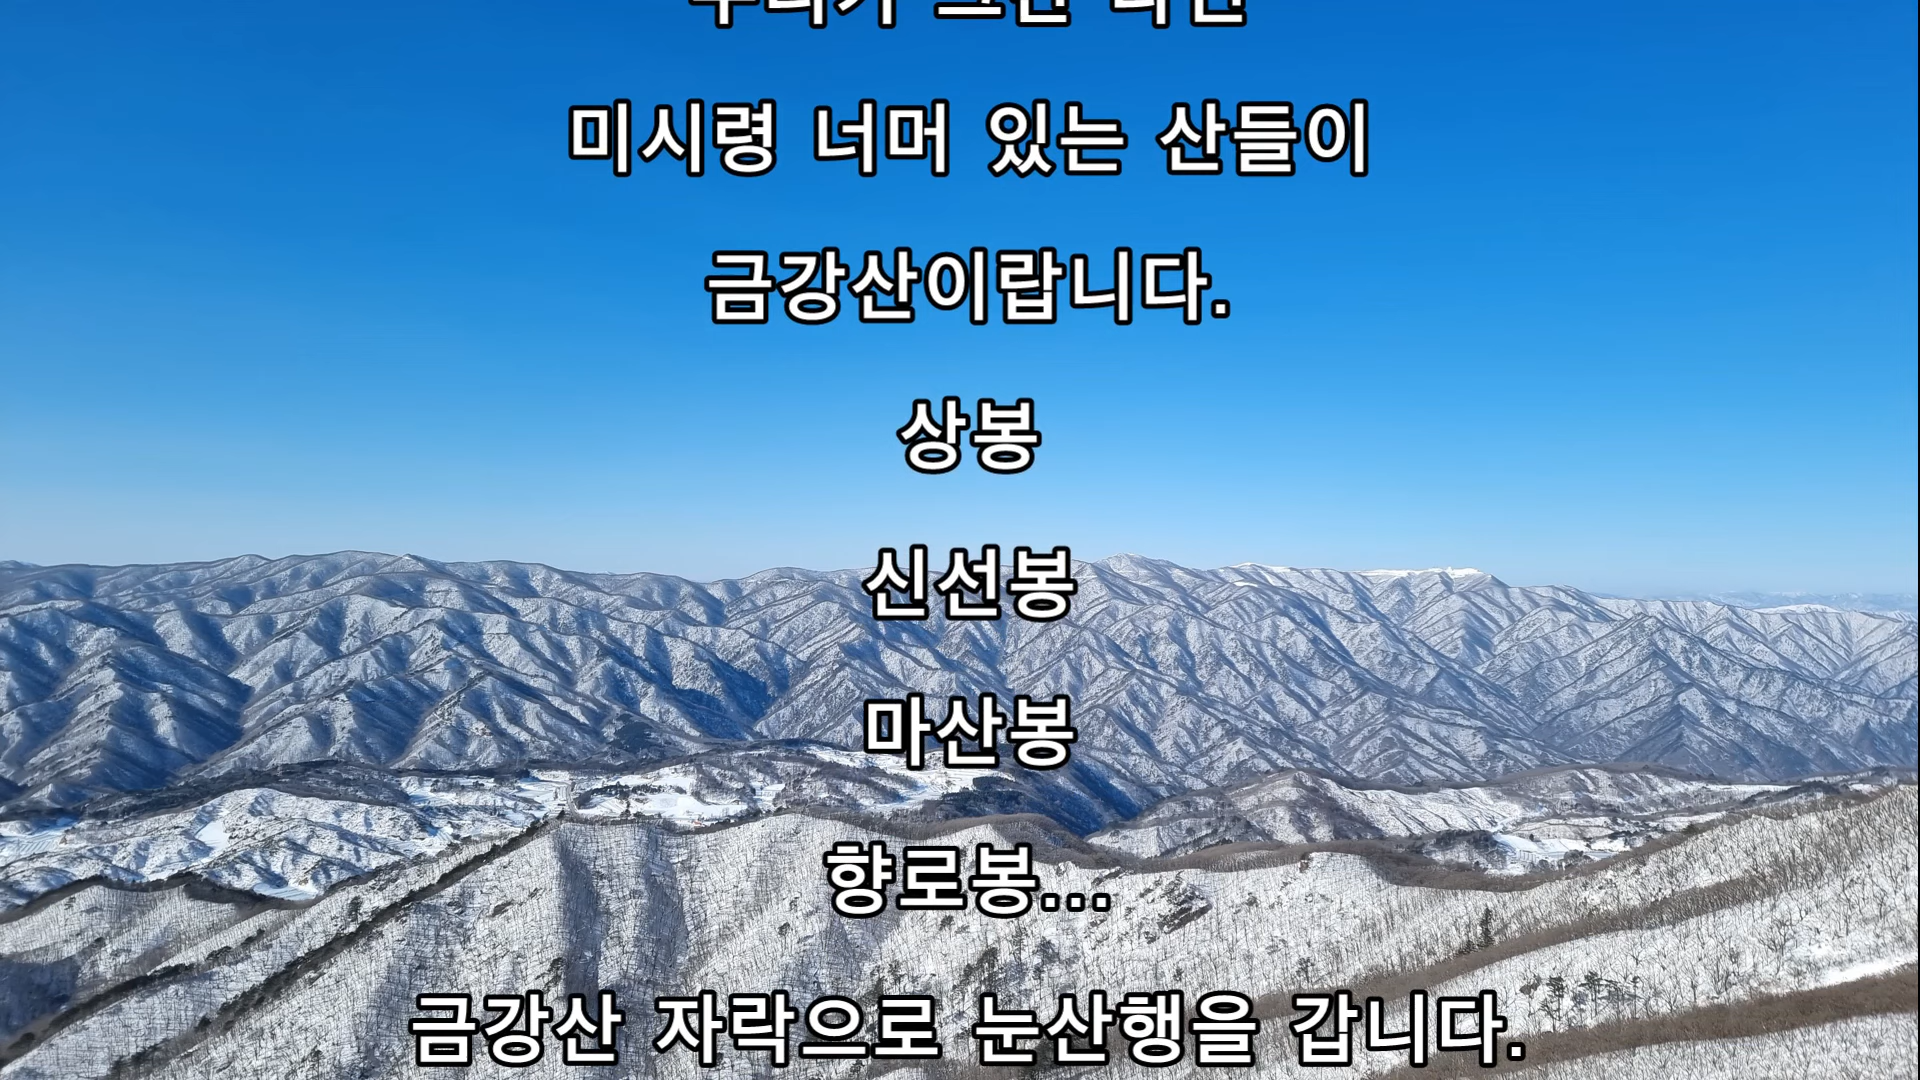 미시령 너머 있는 산들이
금강산이랍니다.
상봉
신선봉
마산봉
향로봉...
금강산 자락으로 눈산행을 갑니다.